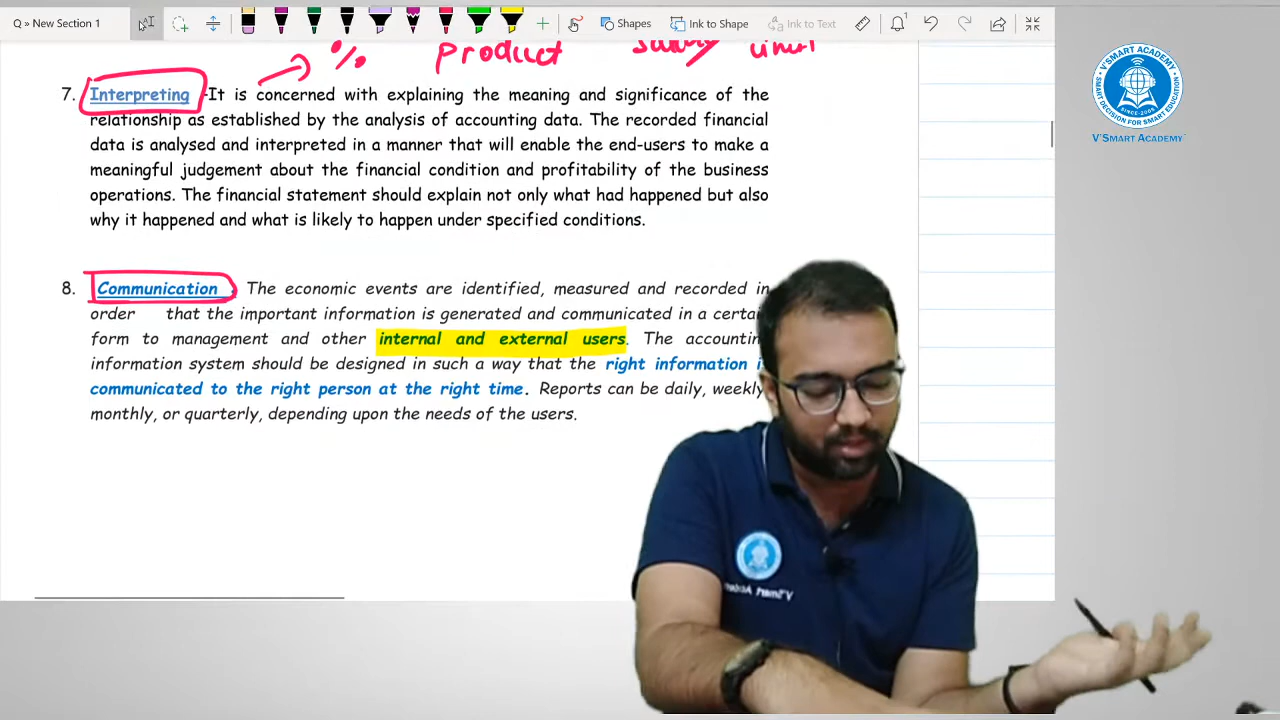 Q » New Section 1
Shapes
Ink to Shape
Ink to Text
% Product
7. Interpreting -It is concerned with explaining the meaning and significance of the
relationship as established by the analysis of accounting data. The recorded financial
data is analysed and interpreted in a manner that will enable the end-users to make a
meaningful judgement about the financial condition and profitability of the business
operations. The financial statement should explain not only what had happened but also
why it happened and what is likely to happen under specified conditions.
8. Communication. The economic events are identified, measured and recorded in
order that the important information is generated and communicated in a certain
form to management and other internal and external users. The
information system should be designed in such a way that the right information
communicated to the right person at the right time. Reports can be daily, weekly
monthly, or quarterly, depending upon the needs of the users.
V'SMART ACADEMY
SMART DECISION FOR SMART EDUCATION
V'SMART ACADEMY